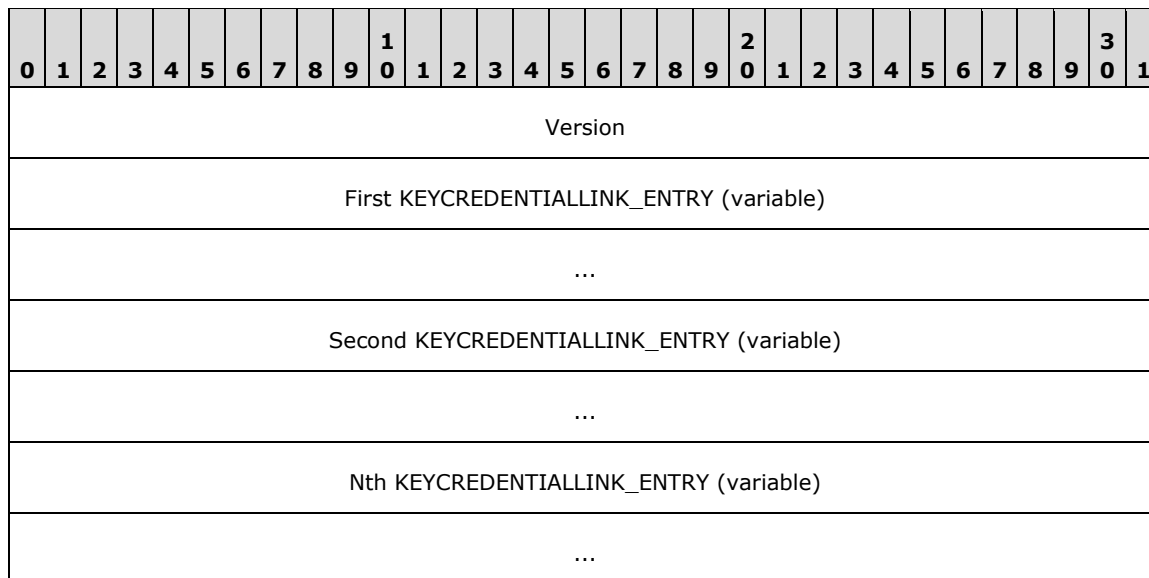 1 2 3
0 1 2 3 4 5 6 7 8 9 0 1 2 3 4 5 6 7 8 9 0 1 2 3 4 5 6 7 8 9 0 1
Version
First KEYCREDENTIALLINK_ENTRY (variable)
...
Second KEYCREDENTIALLINK_ENTRY (variable)
...
Nth KEYCREDENTIALLINK_ENTRY (variable)
...